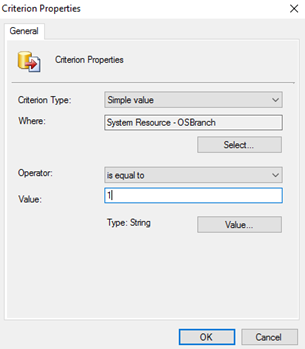 Criterion Properties
General
Criterion Properties
Criterion Type: Simple value
Where: System Resource - OSBranch
Select...
Operator: is equal to
Value: 1
Type: String Value...
OK Cancel